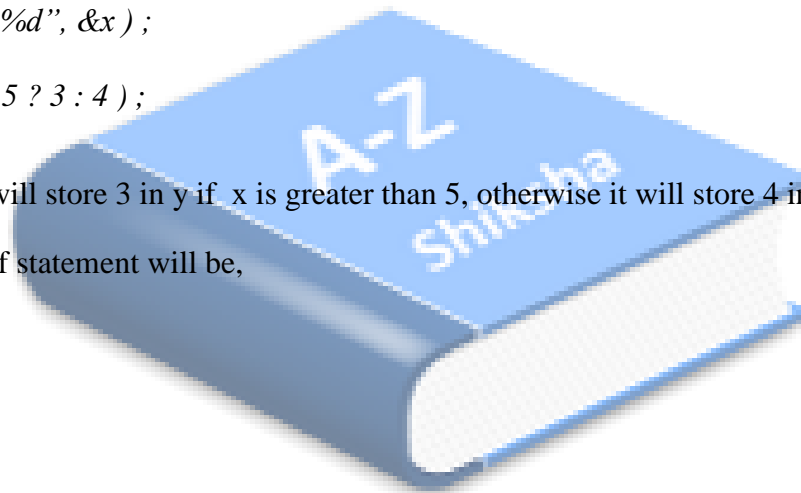 %d”, &x ) ;
5 ? 3 : 4 ) ;
A-Z
will store 3 in y if x is greater than 5, otherwise it will store 4 in
Shiksha
f statement will be,